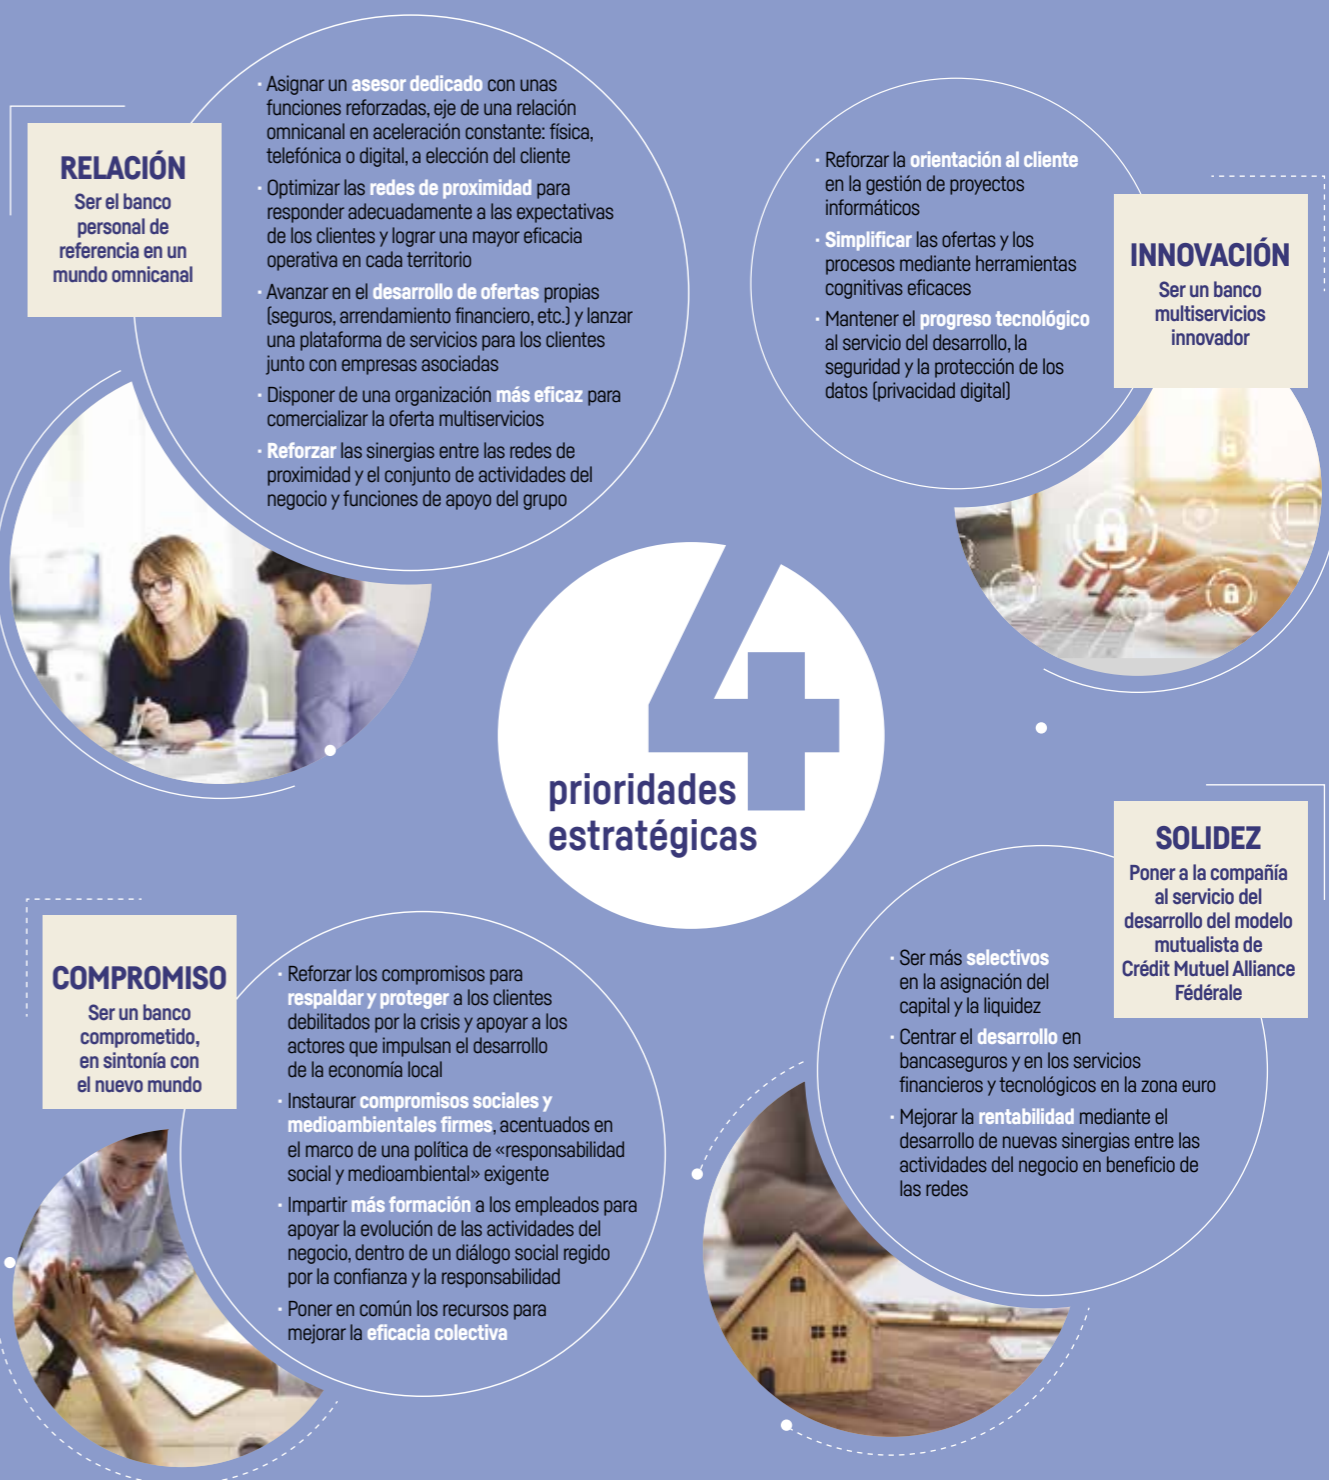 RELACIÓN
Ser el banco
personal de
referencia en un
mundo omnicanal
· Asignar un asesor dedicado con unas
funciones reforzadas, eje de una relación
omnicanal en aceleración constante: física,
telefónica o digital, a elección del cliente
· Optimizar las redes de proximidad para
responder adecuadamente a las expectativas
de los clientes y lograr una mayor eficacia
operativa en cada territorio
· Avanzar en el desarrollo de ofertas propias
(seguros, arrendamiento financiero, etc.) y lanzar
una plataforma de servicios para los clientes
junto con empresas asociadas
· Disponer de una organización más eficaz para
comercializar la oferta multiservicios
· Reforzar las sinergias entre las redes de
proximidad y el conjunto de actividades del
negocio y funciones de apoyo del grupo
INNOVACIÓN
Ser un banco
multiservicios
innovador
· Reforzar la orientación al cliente
en la gestión de proyectos
informáticos
· Simplificar las ofertas y los
procesos mediante herramientas
cognitivas eficaces
· Mantener el progreso tecnológico
al servicio del desarrollo, la
seguridad y la protección de los
datos (privacidad digital)
4
prioridades
estratégicas
COMPROMISO
Ser un banco
comprometido,
en sintonía con
el nuevo mundo
· Reforzar los compromisos para
respaldar y proteger a los clientes
debilitados por la crisis y apoyar a los
actores que impulsan el desarrollo
de la economía local
· Instaurar compromisos sociales y
medioambientales firmes, acentuados en
el marco de una política de «responsabilidad
social y medioambiental» exigente
· Impartir más formación a los empleados para
apoyar la evolución de las actividades del
negocio, dentro de un diálogo social regido
por la confianza y la responsabilidad
· Poner en común los recursos para
mejorar la eficacia colectiva
SOLIDEZ
Poner a la compañía
al servicio del
desarrollo del modelo
mutualista de
Crédit Mutuel Alliance
Fédérale
· Ser más selectivos
en la asignación del
capital y la liquidez
· Centrar el desarrollo en
bancaseguros y en los servicios
financieros y tecnológicos en la zona euro
· Mejorar la rentabilidad mediante el
desarrollo de nuevas sinergias entre las
actividades del negocio en beneficio de
las redes